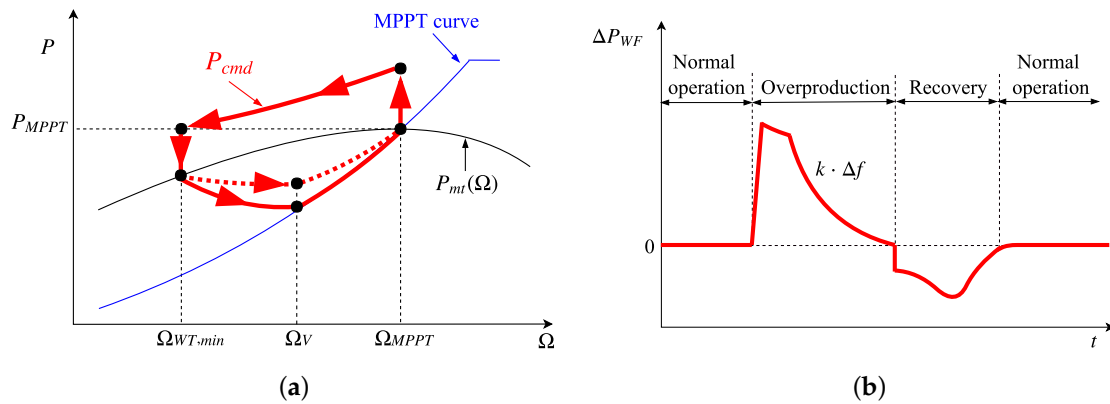 P
MPPT curve
P_cmd
P_MPPT
P_mt(Ω)
Ω_WT,min
Ω_V
Ω_MPPT
Ω
(a)
ΔP_WF
Normal
operation
Overproduction
Recovery
Normal
operation
k · Δf
0
t
(b)